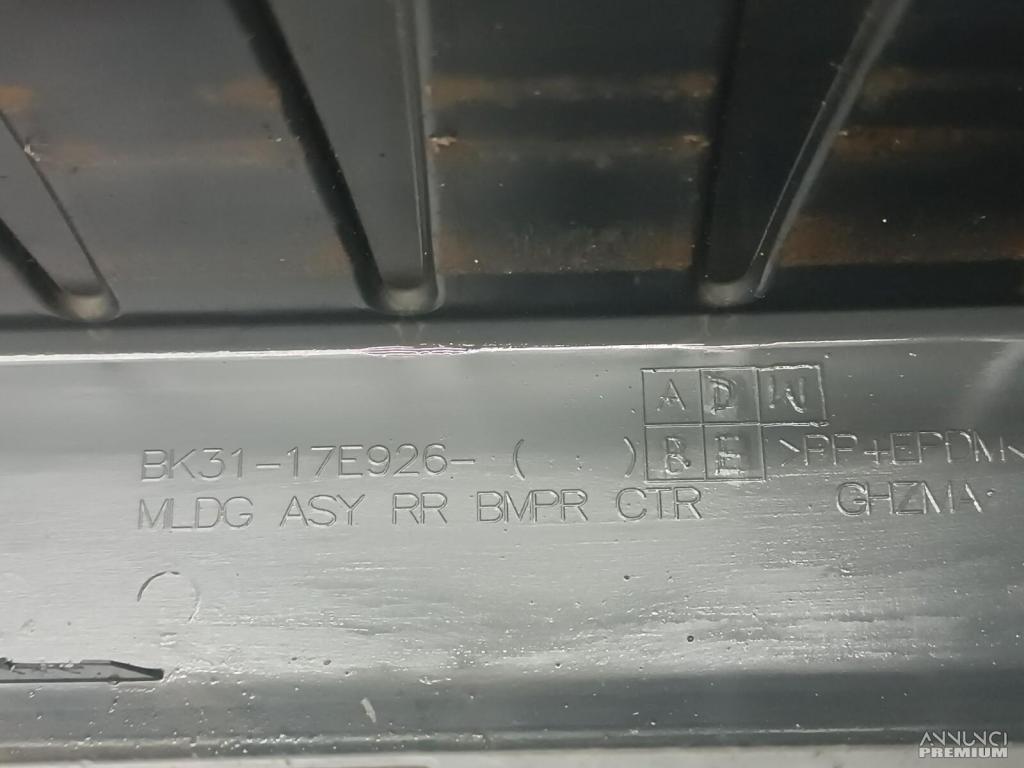 A D W
BK31-17E926- ( . . ) B E >PP+EPDM<
MLDG ASY RR BMPR CTR GHZMA
ANNUNCI
PREMIUM